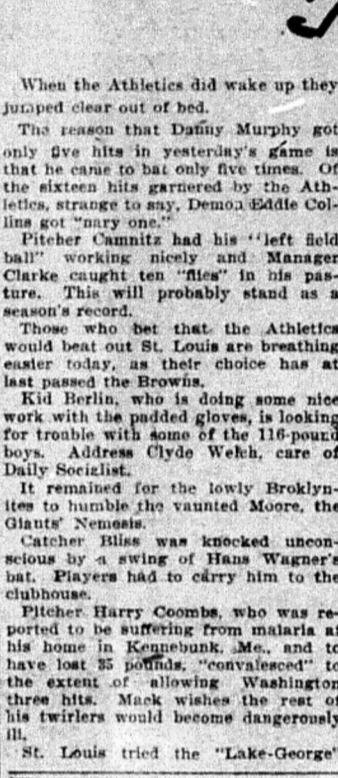 When the Athletics did wake up they
jumped clear out of bed.
The reason that Danny Murphy got
only five hits in yesterday's game is
that he came to bat only five times. Of
the sixteen hits garnered by the Ath-
letics, strange to say, Demon Eddie Col-
lins got "nary one."
Pitcher Camnitz had his "left field
ball" working nicely and Manager
Clarke caught ten "flies" in his pas-
ture. This will probably stand as a
season's record.
Those who bet that the Athletics
would beat out St. Louis are breathing
easier today, as their choice has at
last passed the Browns.
Kid Berlin, who is doing some nice
work with the padded gloves, is looking
for trouble with some of the 116-pound
boys. Address Clyde Welch, care of
Daily Socialist.
It remained for the lowly Broklyn-
ites to humble the vaunted Moore, the
Giants' Nemesis.
Catcher Bliss was knocked uncon-
scious by a swing of Hans Wagner's
bat. Players had to carry him to the
clubhouse.
Pitcher Harry Coombs, who was re-
ported to be suffering from malaria at
his home in Kennebunk, Me., and to
have lost 35 pounds, "convalesced" to
the extent of allowing Washington
three hits. Mack wishes the rest of
his twirlers would become dangerously
ill.
St. Louis tried the "Lake-George"